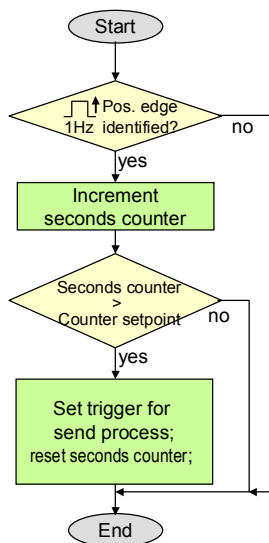 Start
Pos. edge
1Hz identified?
no
yes
Increment
seconds counter
Seconds counter
>
Counter setpoint
no
yes
Set trigger for
send process;
reset seconds counter;
End